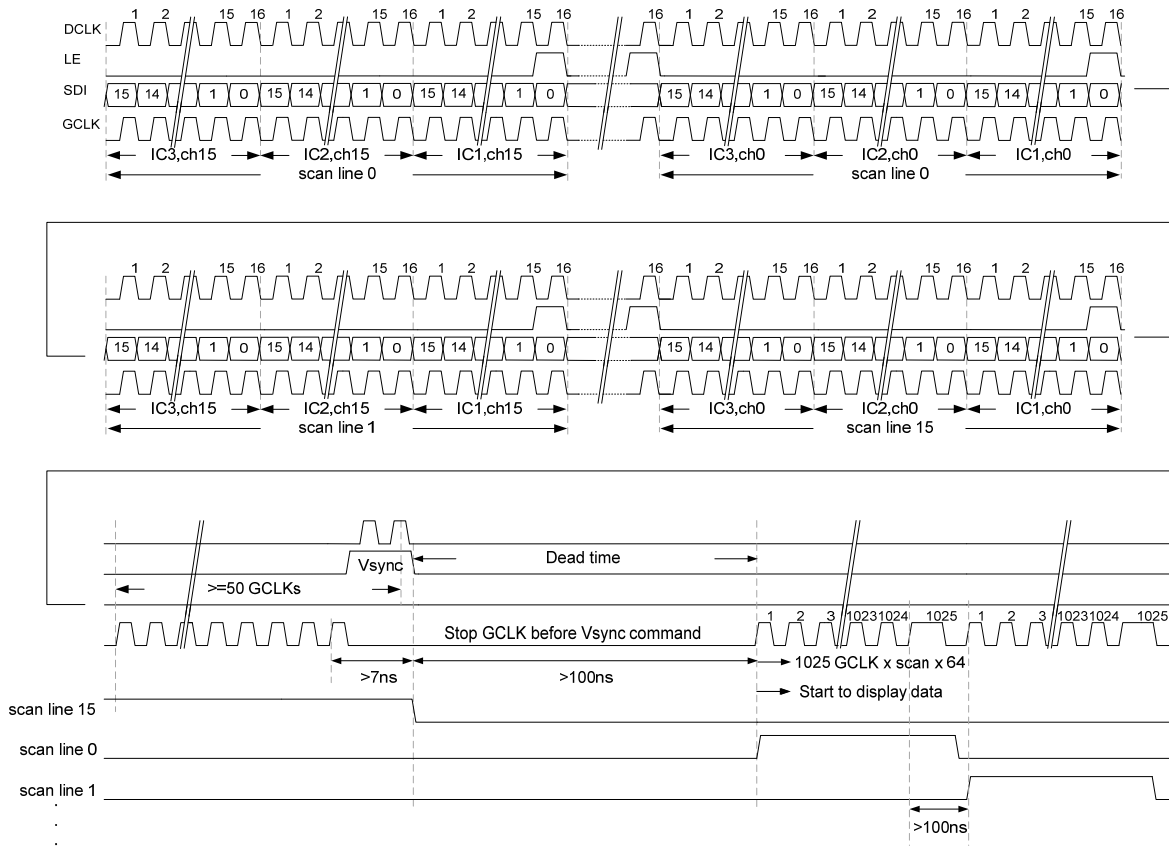 1 2 15 16 1 2 15 16 1 2 15 16 16 1 2 15 16 1 2 15 16 1 2 15 16
DCLK
LE
SDI 15 14 1 0 15 14 1 0 15 14 1 0 15 14 1 0 15 14 1 0 15 14 1 0
GCLK
IC3,ch15 IC2,ch15 IC1,ch15 IC3,ch0 IC2,ch0 IC1,ch0
scan line 0 scan line 0
1 2 15 16 1 2 15 16 1 2 15 16 16 1 2 15 16 1 2 15 16 1 2 15 16
15 14 1 0 15 14 1 0 15 14 1 0 15 14 1 0 15 14 1 0 15 14 1 0
IC3,ch15 IC2,ch15 IC1,ch15 IC3,ch0 IC2,ch0 IC1,ch0
scan line 1 scan line 15
Vsync Dead time
>=50 GCLKs
1 2 3 1023 1024 1025 1 2 3 1023 1024 1025
Stop GCLK before Vsync command
1025 GCLK x scan x 64
>7ns >100ns
Start to display data
scan line 15
scan line 0
scan line 1
>100ns
.
.
.